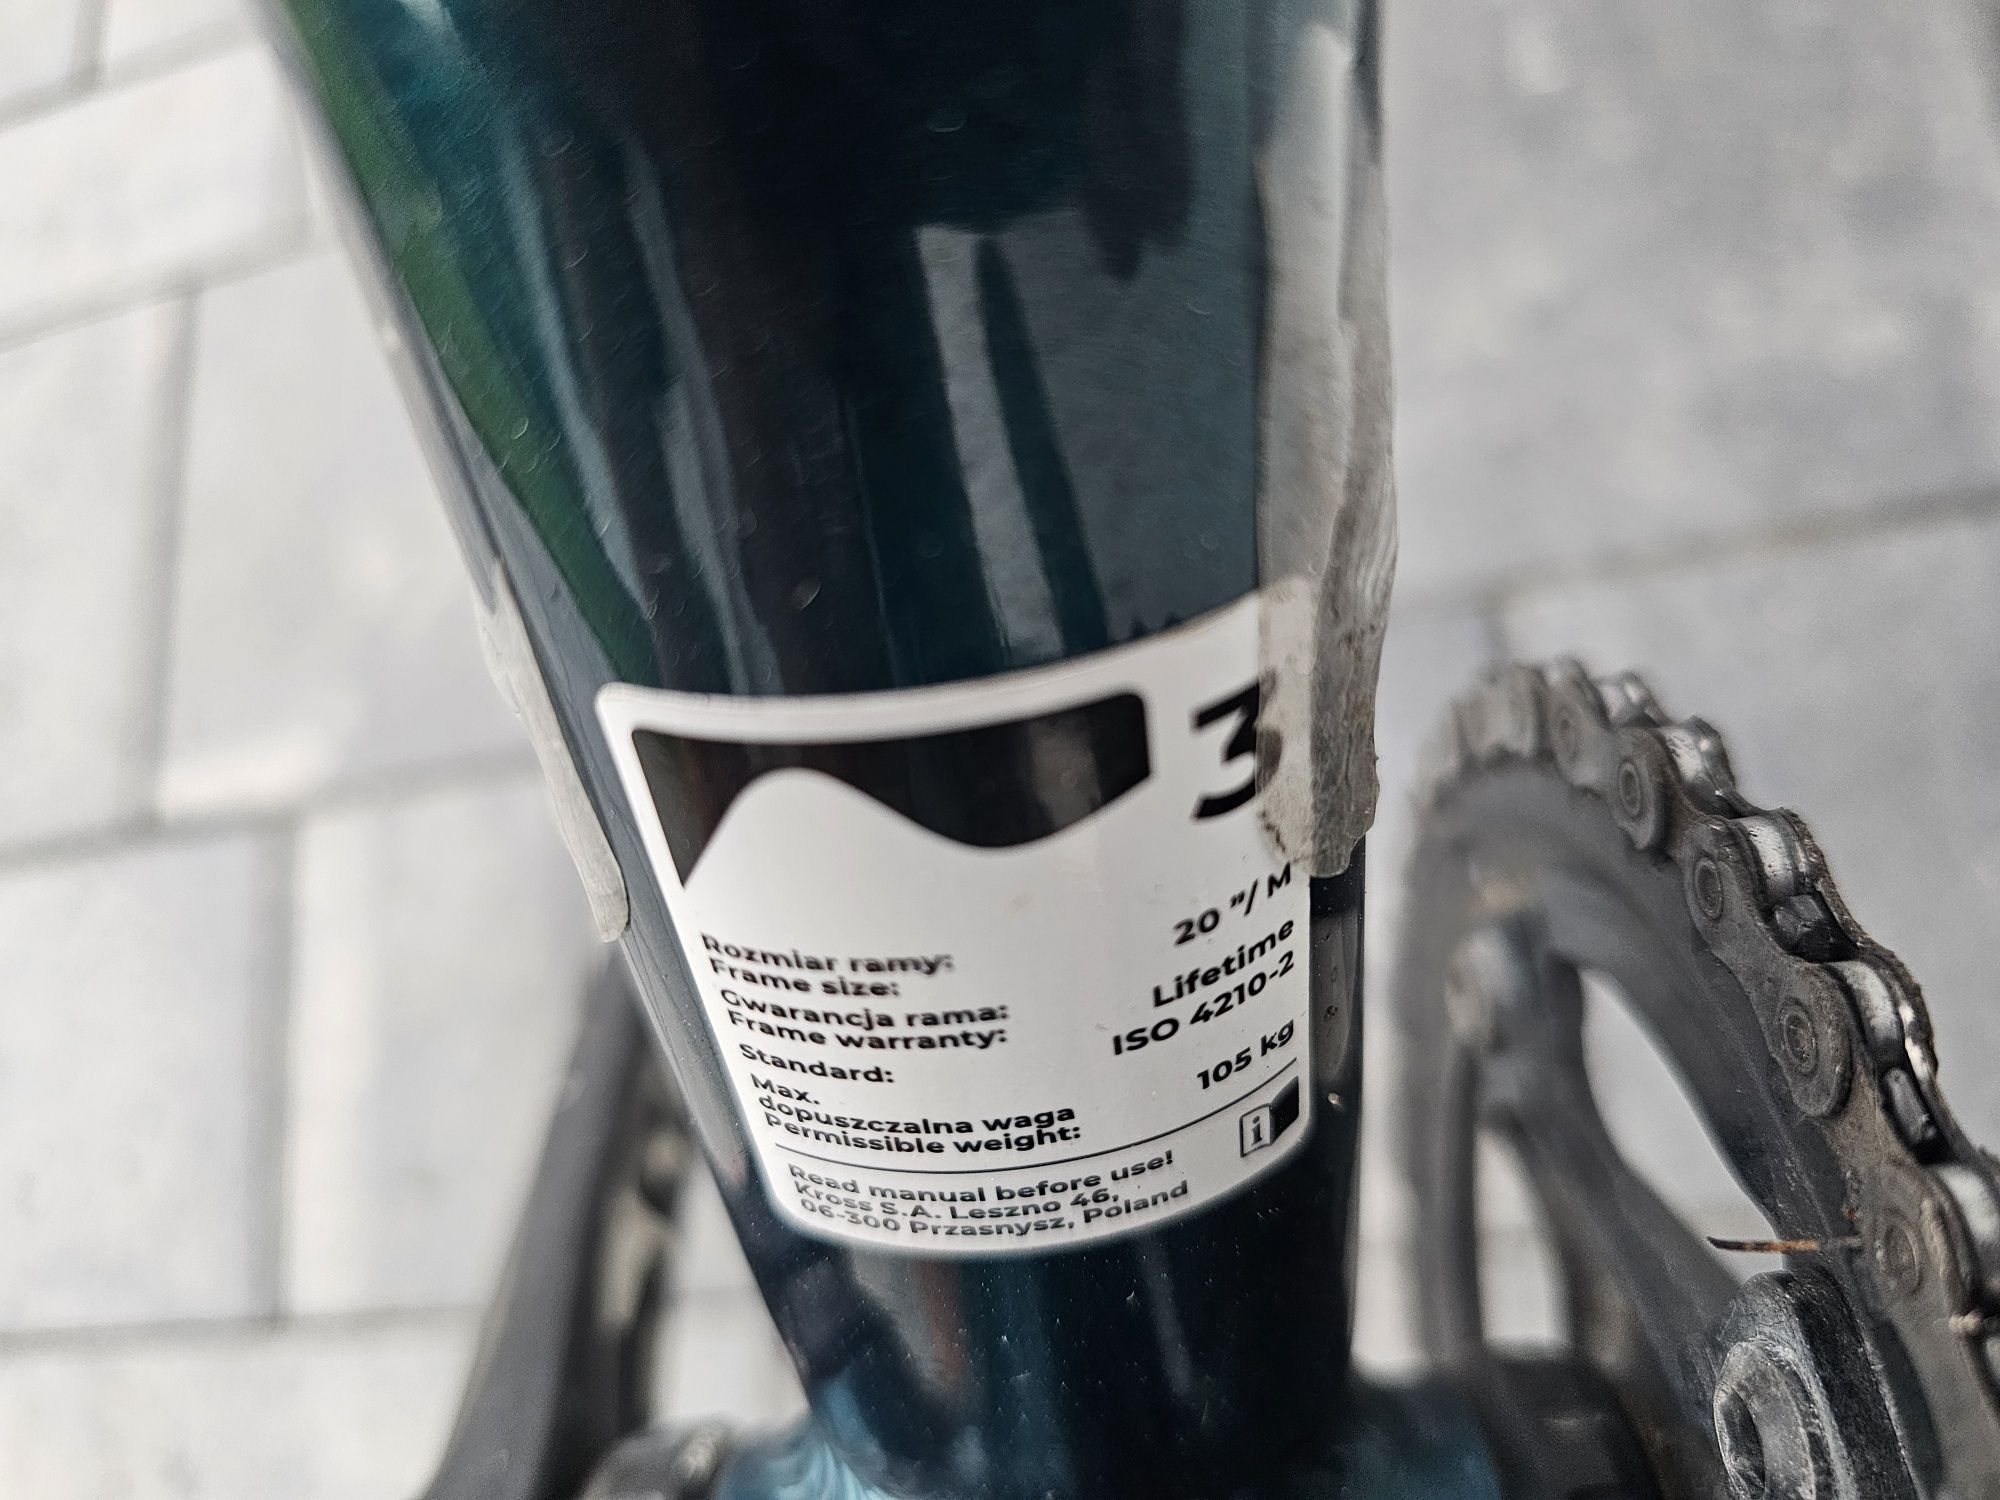 3
Rozmiar ramy:
Frame size:
20 "/ M
Gwarancja rama:
Frame warranty:
Lifetime
Standard:
ISO 4210-2
Max.
dopuszczalna waga
Permissible weight:
105 kg
i
Read manual before use!
Kross S.A. Leszno 46,
06-300 Przasnysz, Poland